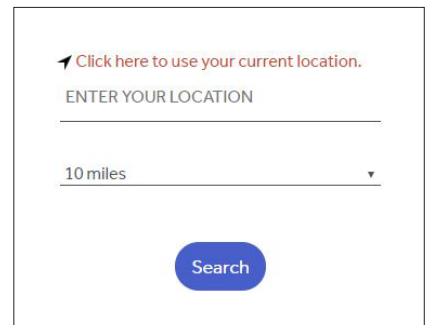 Click here to use your current location.
ENTER YOUR LOCATION
10 miles
Search